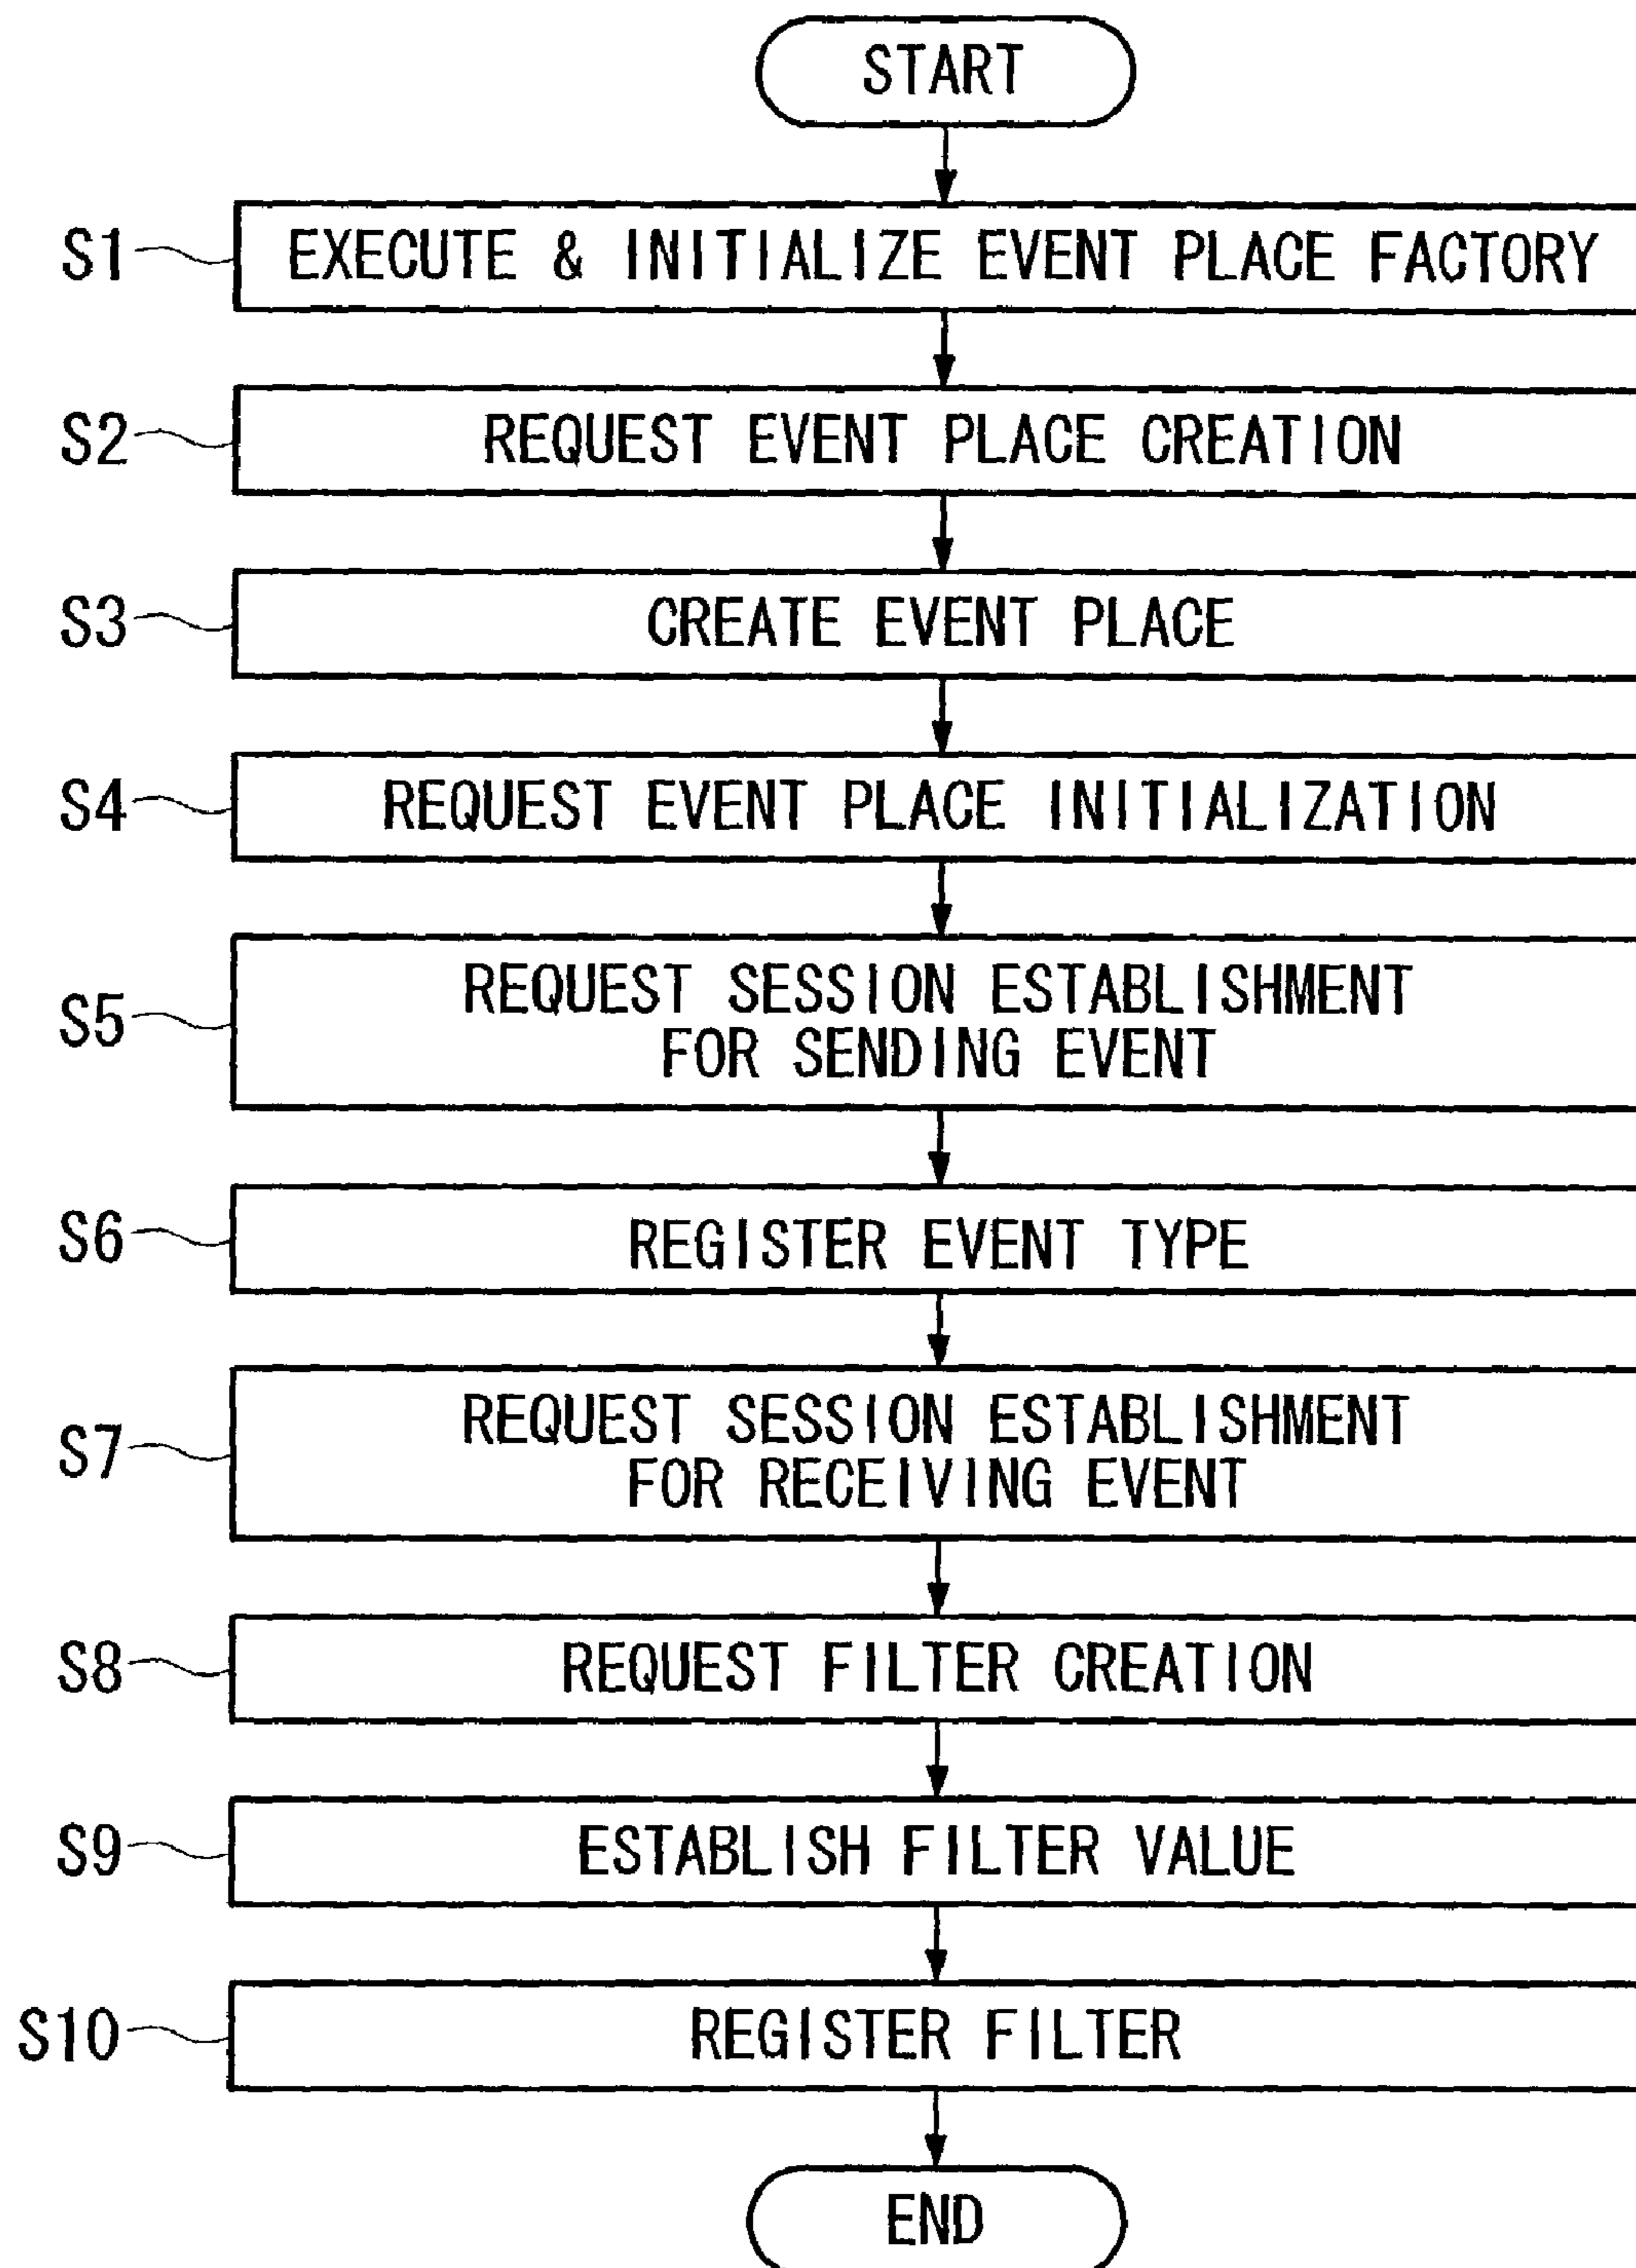 START
S1 EXECUTE & INITIALIZE EVENT PLACE FACTORY
S2 REQUEST EVENT PLACE CREATION
S3 CREATE EVENT PLACE
S4 REQUEST EVENT PLACE INITIALIZATION
S5 REQUEST SESSION ESTABLISHMENT
FOR SENDING EVENT
S6 REGISTER EVENT TYPE
S7 REQUEST SESSION ESTABLISHMENT
FOR RECEIVING EVENT
S8 REQUEST FILTER CREATION
S9 ESTABLISH FILTER VALUE
S10 REGISTER FILTER
END